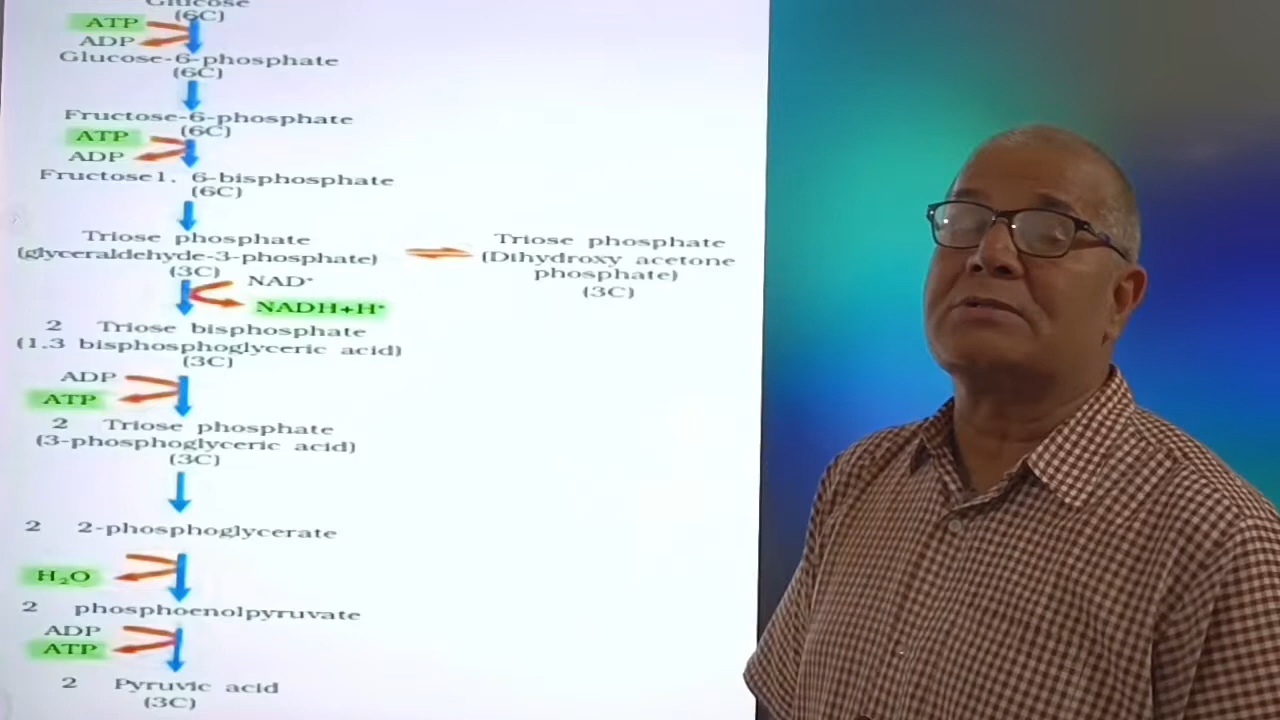 Glucose
(6C)
ATP
ADP
Glucose-6-phosphate
(6C)
Fructose-6-phosphate
(6C)
ATP
ADP
Fructose1. 6-bisphosphate
(6C)
Triose phosphate
(glyceraldehyde-3-phosphate)
(3C)
Triose phosphate
(Dihydroxy acetone
phosphate)
(3C)
NAD⁺
NADH+H⁺
2 Triose bisphosphate
(1.3 bisphosphoglyceric acid)
(3C)
ADP
ATP
2 Triose phosphate
(3-phosphoglyceric acid)
(3C)
2 2-phosphoglycerate
H₂O
2 phosphoenolpyruvate
ADP
ATP
2 Pyruvic acid
(3C)